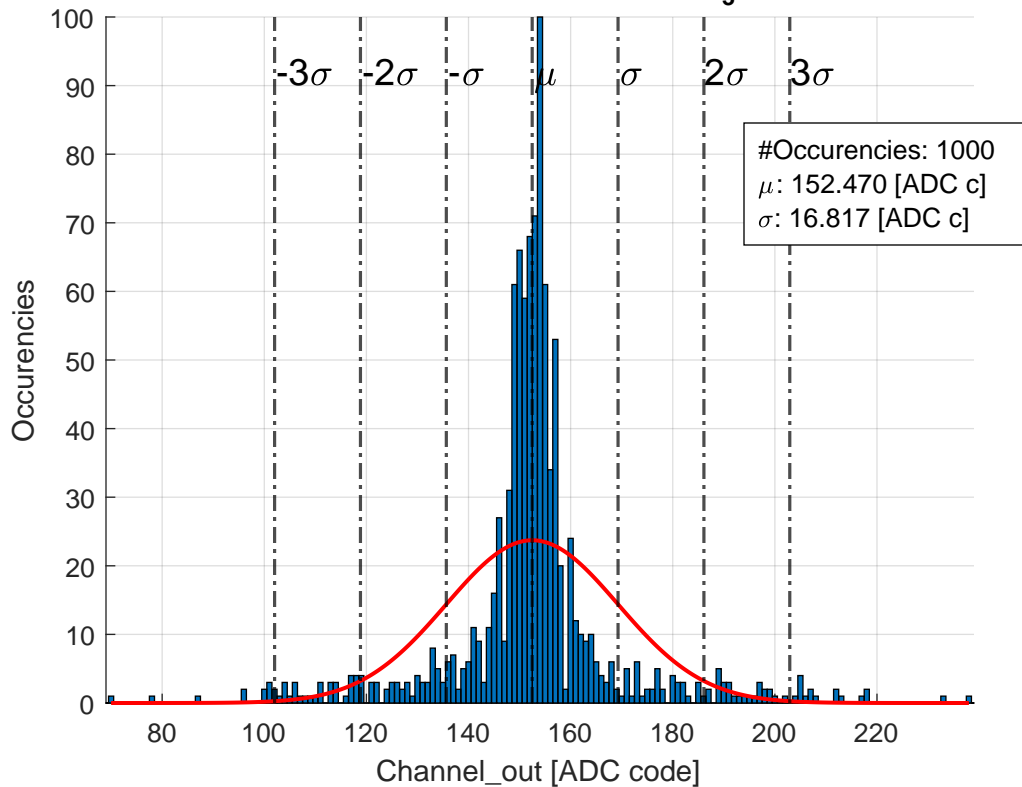 100
90
80
70
60
50
40
30
20
10
0
Occurencies
-3σ -2σ -σ μ σ 2σ 3σ
#Occurencies: 1000
μ: 152.470 [ADC c]
σ: 16.817 [ADC c]
80 100 120 140 160 180 200 220
Channel_out [ADC code]